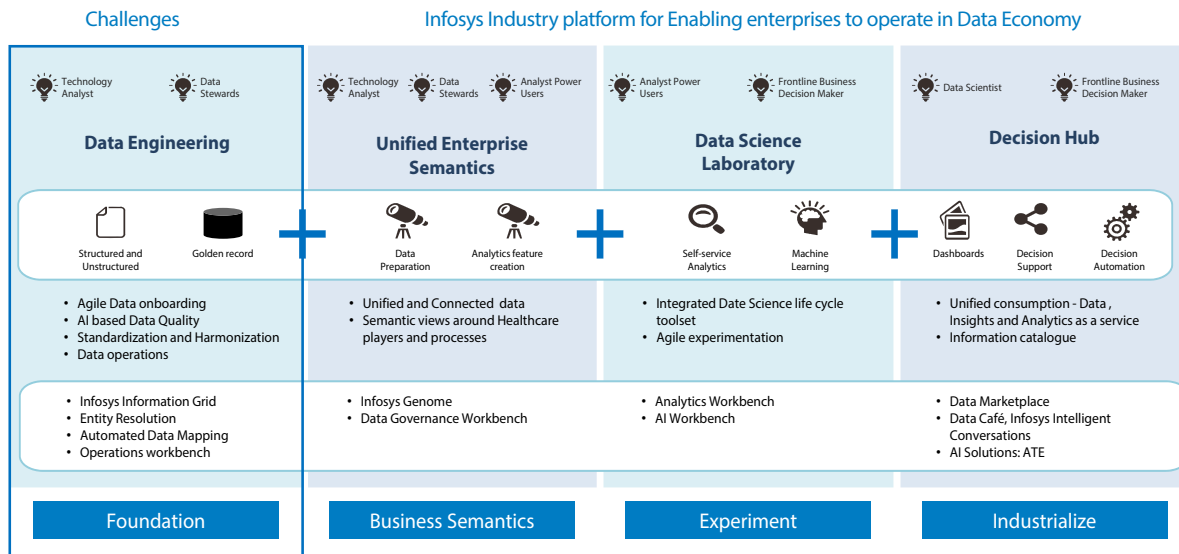 Challenges
Infosys Industry platform for Enabling enterprises to operate in Data Economy
Technology
Analyst
Data
Stewards
Data Engineering
Technology
Analyst
Data
Stewards
Analyst Power
Users
Unified Enterprise
Semantics
Analyst Power
Users
Frontline Business
Decision Maker
Data Science
Laboratory
Data Scientist
Frontline Business
Decision Maker
Decision Hub
Structured and
Unstructured
Golden record
Data
Preparation
Analytics feature
creation
Self-service
Analytics
Machine
Learning
Dashboards
Decision
Support
Decision
Automation
• Agile Data onboarding
• AI based Data Quality
• Standardization and Harmonization
• Data operations
• Unified and Connected data
• Semantic views around Healthcare
players and processes
• Integrated Date Science life cycle
toolset
• Agile experimentation
• Unified consumption - Data ,
Insights and Analytics as a service
• Information catalogue
• Infosys Information Grid
• Entity Resolution
• Automated Data Mapping
• Operations workbench
• Infosys Genome
• Data Governance Workbench
• Analytics Workbench
• AI Workbench
• Data Marketplace
• Data Café, Infosys Intelligent
Conversations
• AI Solutions: ATE
Foundation
Business Semantics
Experiment
Industrialize